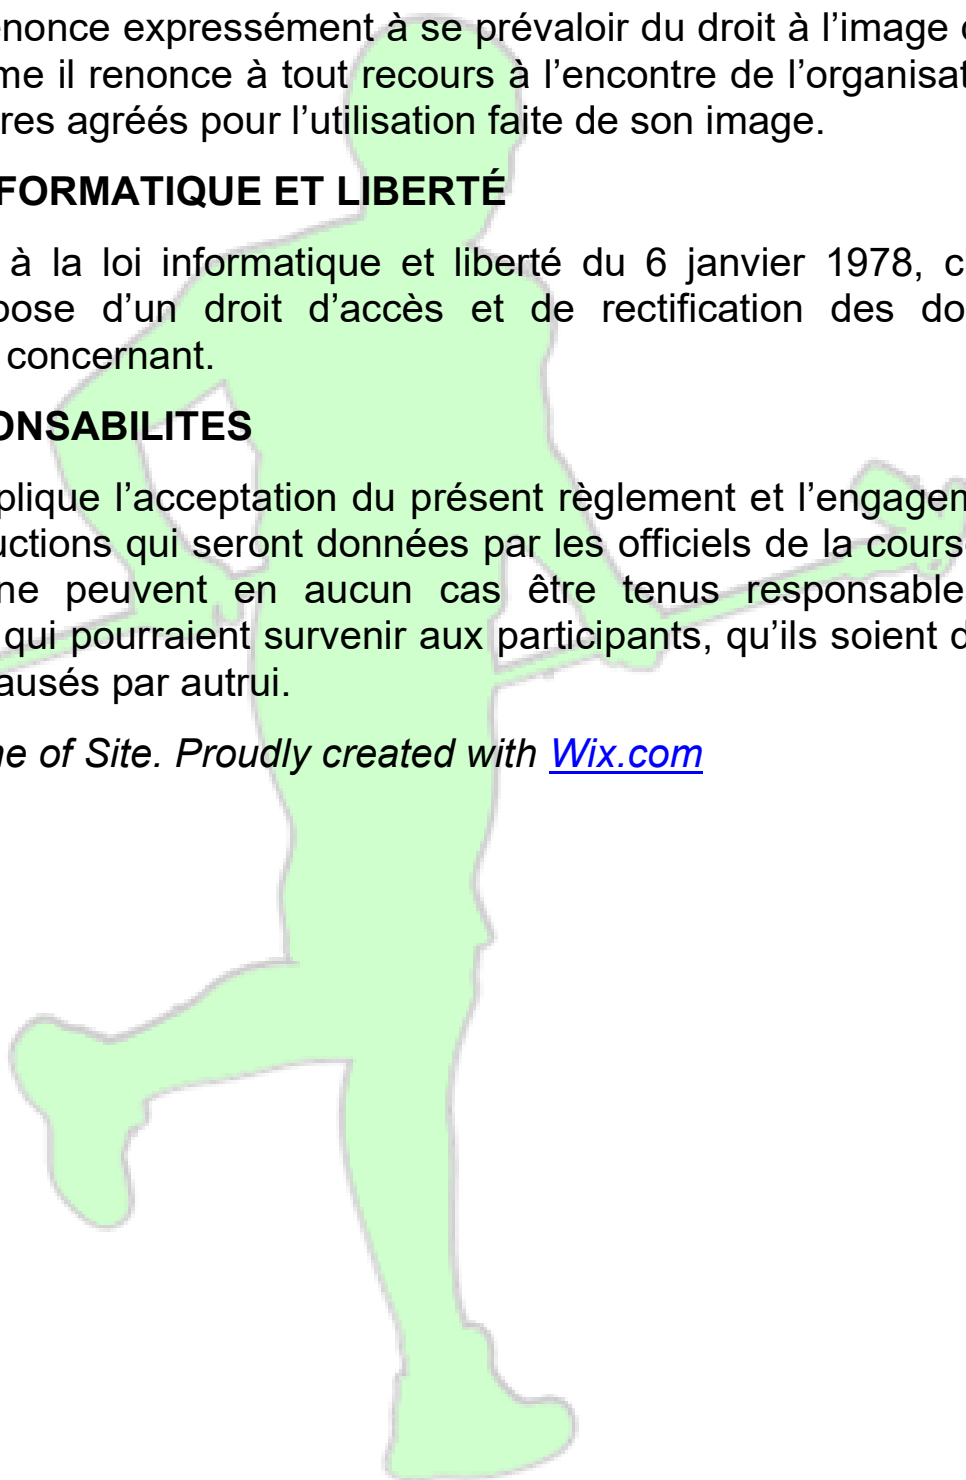 énonce expressément à se prévaloir du droit à l’image
me il renonce à tout recours à l’encontre de l’organisat
res agréés pour l’utilisation faite de son image.
FORMATIQUE ET LIBERTÉ
à la loi informatique et liberté du 6 janvier 1978, c
pose d’un droit d’accès et de rectification des do
concernant.
ONSABILITES
plique l’acceptation du présent règlement et l’engagem
uctions qui seront données par les officiels de la cours
ne peuvent en aucun cas être tenus responsable
qui pourraient survenir aux participants, qu’ils soient d
ausés par autrui.
ne of Site. Proudly created with Wix.com